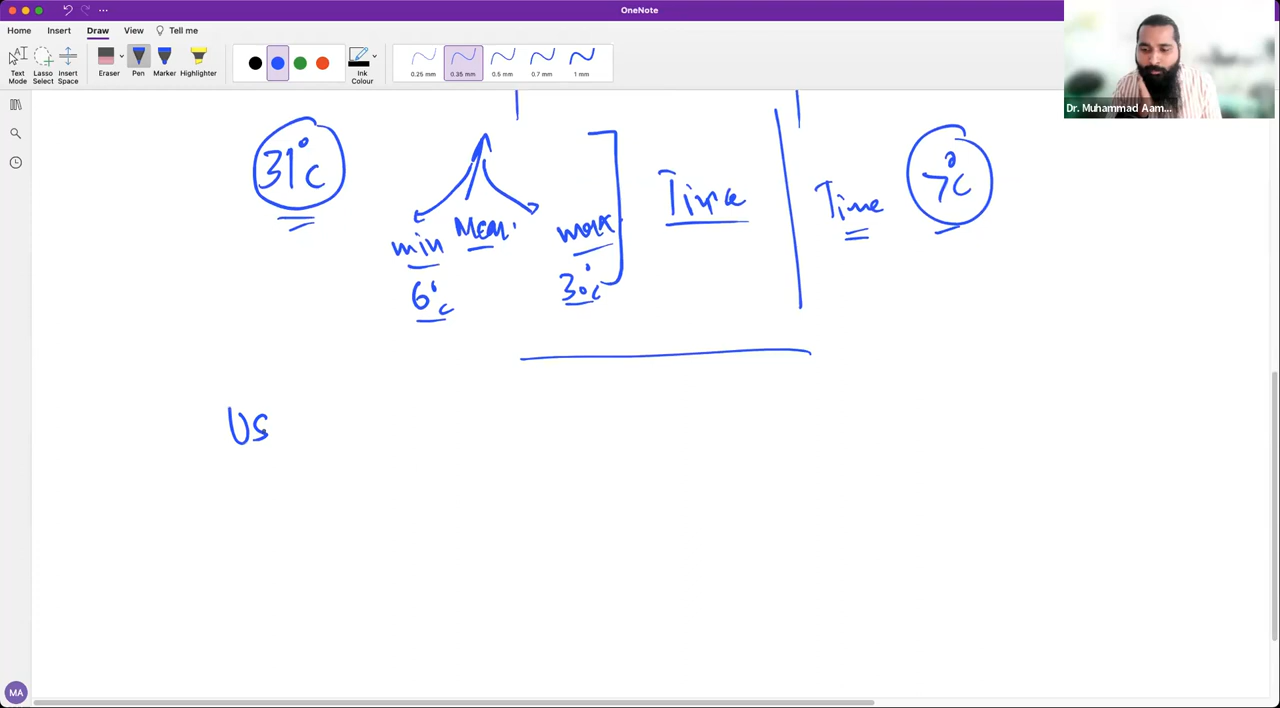 OneNote
Home Insert Draw View Tell me
Text Mode Lasso Select Insert Space Eraser Pen Marker Highlighter Ink Colour 0.25 mm 0.35 mm 0.5 mm 0.7 mm 1 mm
Dr. Muhammad Aam...
31°C Time Time 7°C
min Mean max
6°C 30°C
US
MA